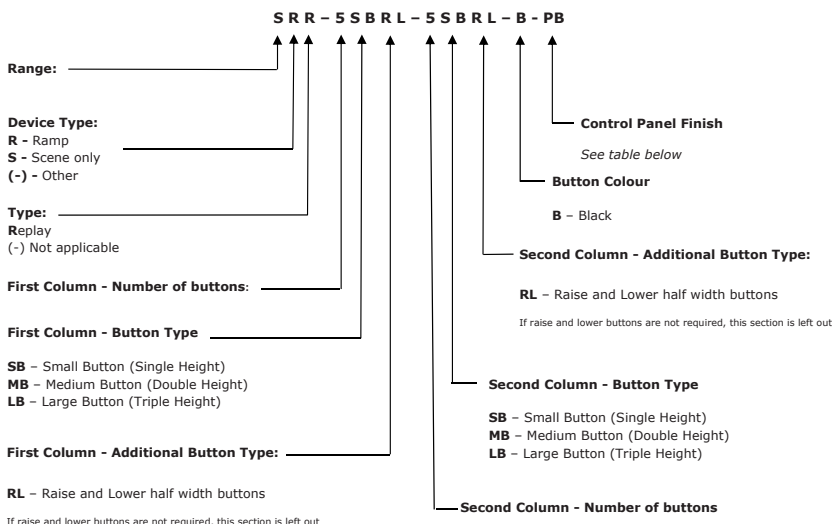 S R R – 5 S B R L – 5 S B R L – B - PB
Range:
Device Type:
R - Ramp
S - Scene only
(-) - Other
Type:
Replay
(-) Not applicable
First Column - Number of buttons:
First Column - Button Type
SB – Small Button (Single Height)
MB – Medium Button (Double Height)
LB – Large Button (Triple Height)
First Column - Additional Button Type:
RL – Raise and Lower half width buttons
If raise and lower buttons are not required, this section is left out
Control Panel Finish
See table below
Button Colour
B – Black
Second Column - Additional Button Type:
RL – Raise and Lower half width buttons
If raise and lower buttons are not required, this section is left out
Second Column - Button Type
SB – Small Button (Single Height)
MB – Medium Button (Double Height)
LB – Large Button (Triple Height)
Second Column - Number of buttons